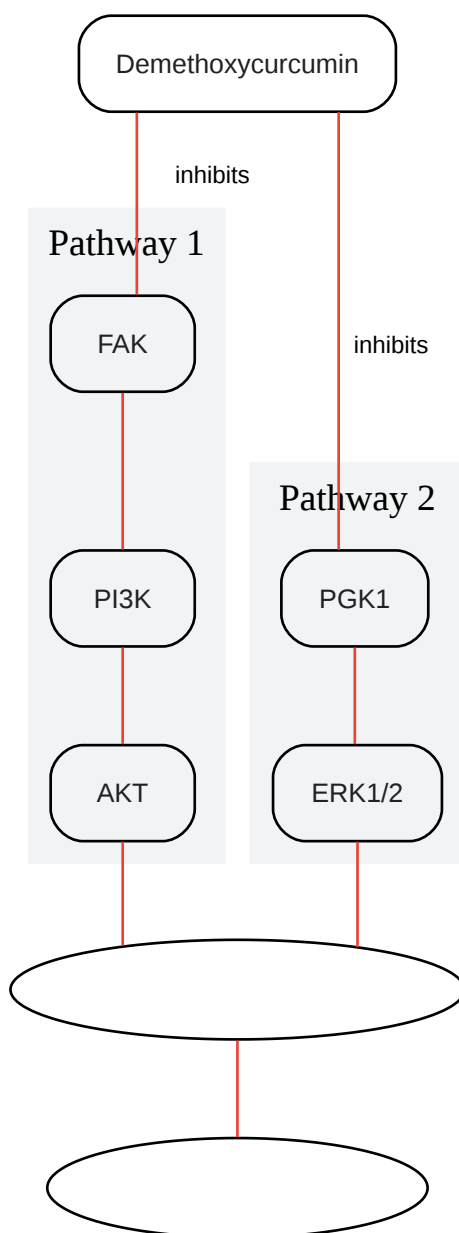 Demethoxycurcumin
inhibits
Pathway 1
FAK
inhibits
Pathway 2
PI3K
PGK1
AKT
ERK1/2